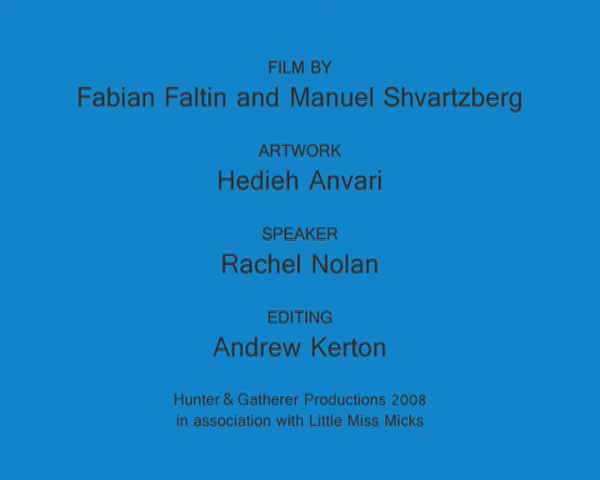 FILM BY
Fabian Faltin and Manuel Shvartzberg
ARTWORK
Hedieh Anvari
SPEAKER
Rachel Nolan
EDITING
Andrew Kerton
Hunter & Gatherer Productions 2008
in association with Little Miss Micks